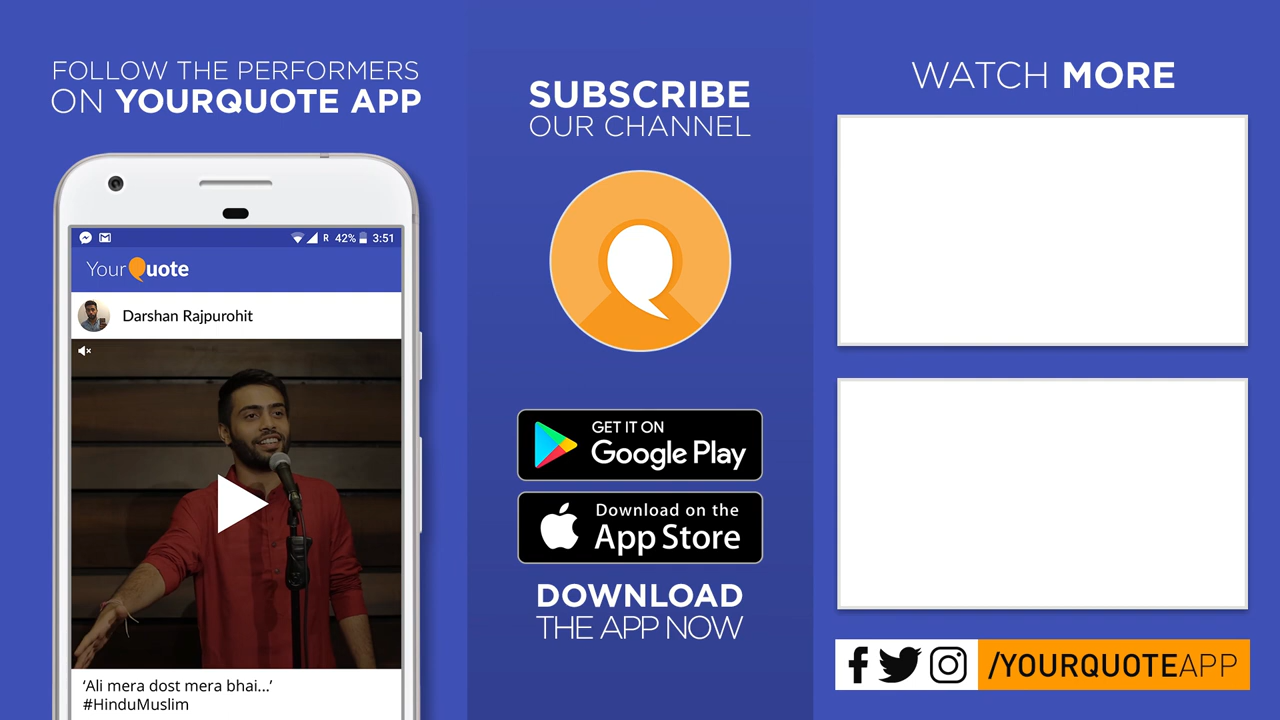 FOLLOW THE PERFORMERS
ON YOURQUOTE APP
R 42% 3:51
YourQuote
Darshan Rajpurohit
‘Ali mera dost mera bhai...’
#HinduMuslim
SUBSCRIBE
OUR CHANNEL
GET IT ON
Google Play
Download on the
App Store
DOWNLOAD
THE APP NOW
WATCH MORE
/YOURQUOTEAPP